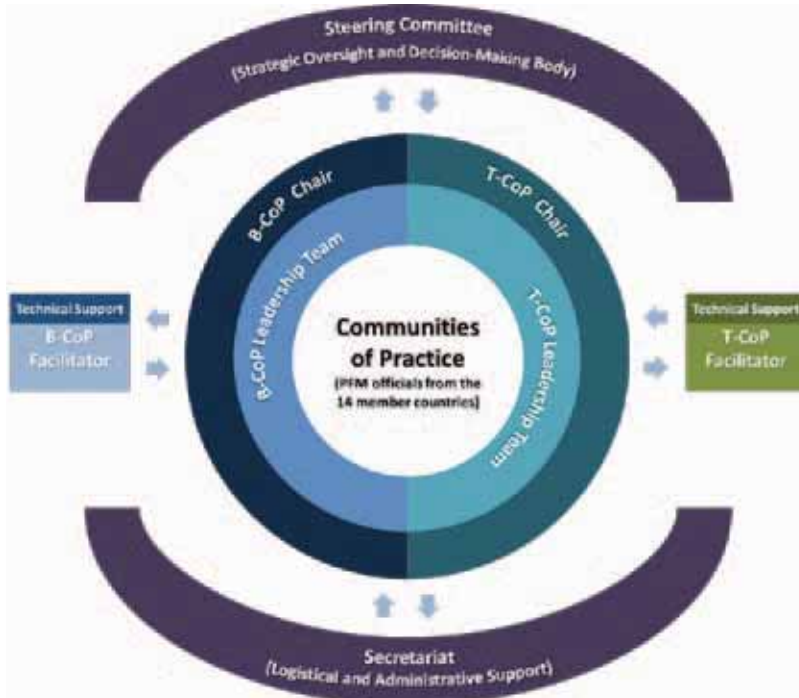 Steering Committee
(Strategic Oversight and Decision-Making Body)
B-CoP Chair
T-CoP Chair
B-CoP Leadership Team
T-CoP Leadership Team
Technical Support
B-CoP
Facilitator
Communities
of Practice
(PFM officials from the
14 member countries)
Technical Support
T-CoP
Facilitator
Secretariat
(Logistical and Administrative Support)